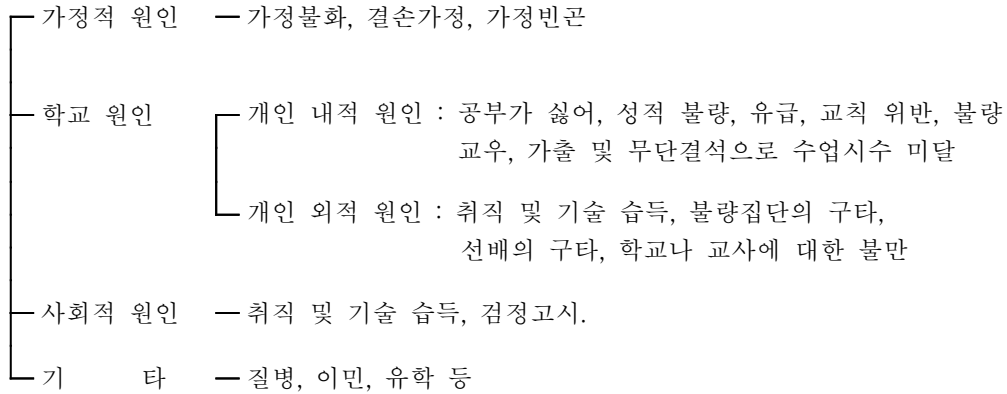 가정적 원인 가정불화, 결손가정, 가정빈곤
학교 원인 개인 내적 원인 : 공부가 싫어, 성적 불량, 유급, 교칙 위반, 불량
교우, 가출 및 무단결석으로 수업시수 미달
개인 외적 원인 : 취직 및 기술 습득, 불량집단의 구타,
선배의 구타, 학교나 교사에 대한 불만
사회적 원인 취직 및 기술 습득, 검정고시.
기 타 질병, 이민, 유학 등